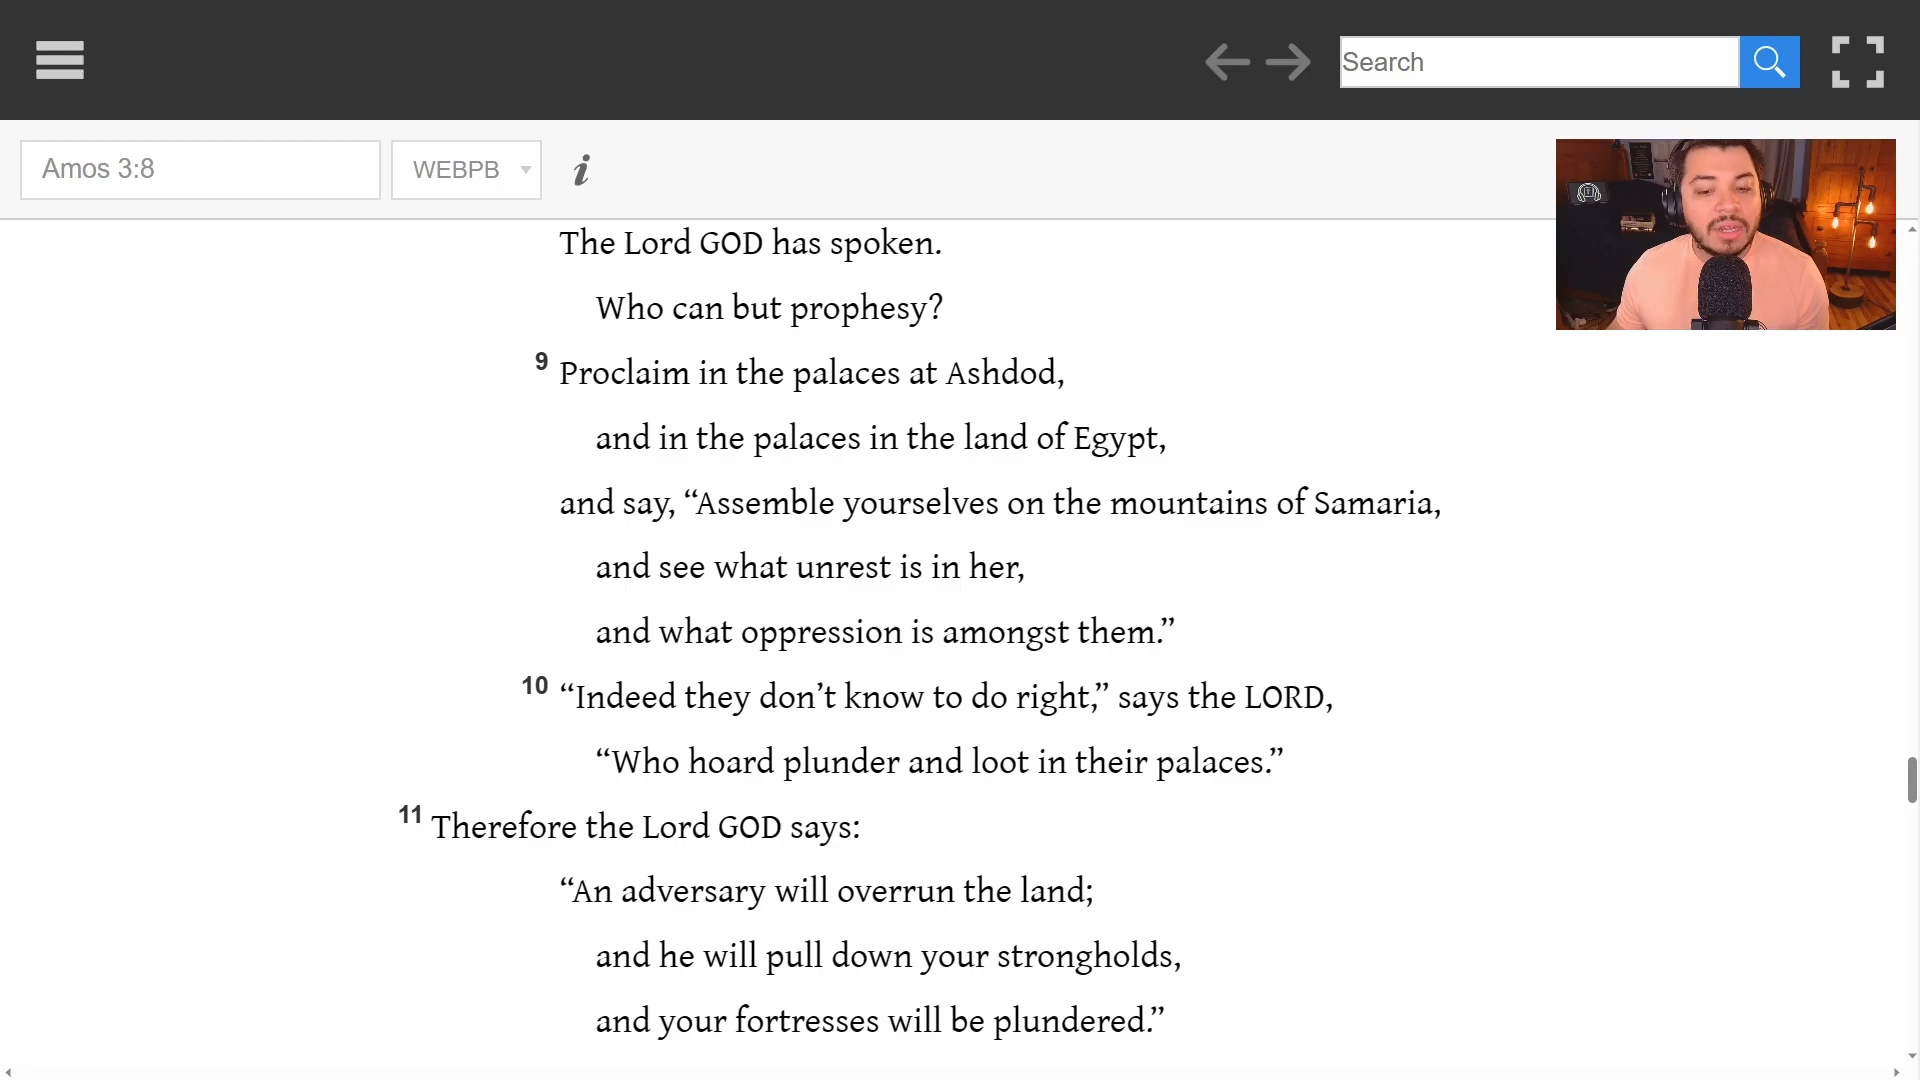 Search
Amos 3:8
WEBPB
i
The Lord GOD has spoken.
Who can but prophesy?
9 Proclaim in the palaces at Ashdod,
and in the palaces in the land of Egypt,
and say, “Assemble yourselves on the mountains of Samaria,
and see what unrest is in her,
and what oppression is amongst them.”
10 “Indeed they don’t know to do right,” says the LORD,
“Who hoard plunder and loot in their palaces.”
11 Therefore the Lord GOD says:
“An adversary will overrun the land;
and he will pull down your strongholds,
and your fortresses will be plundered.”